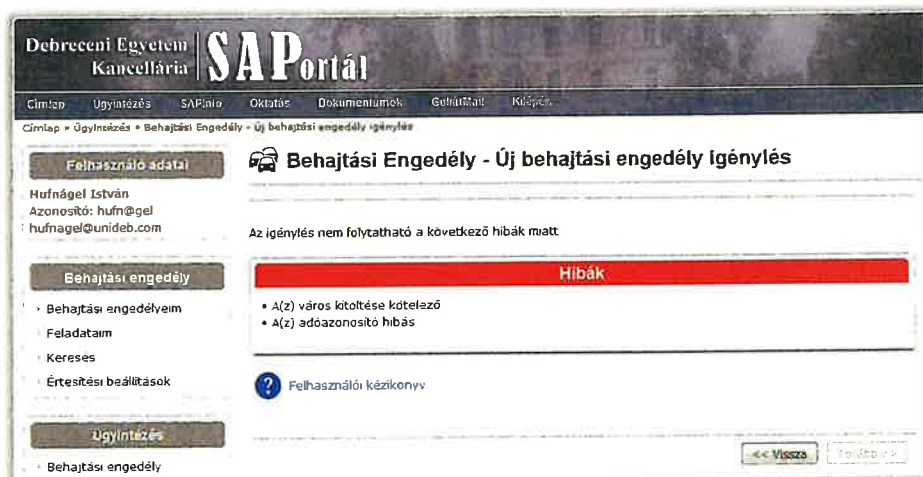 Debreceni Egyetem
Kancellária
SAPortál
Címlap Ügyintézés SAPinfo Oktatás Dokumentumok GólhírMail Kilépés
Címlap » Ügyintézés » Behajtási Engedély - Új behajtási engedély igénylés
Felhasználó adatai
Hufnágel István
Azonosító: hufn@gel
hufnagel@unideb.com
Behajtási engedély
Behajtási engedélyeim
Feladataim
Keresés
Értesítési beállítások
Ügyintézés
Behajtási engedély
Behajtási Engedély - Új behajtási engedély igénylés
Az igénylés nem folytatható a következő hibák miatt
Hibák
• A(z) város kitöltése kötelező
• A(z) adóazonosító hibás
Felhasználói kézikönyv
<< Vissza
Tovább >>